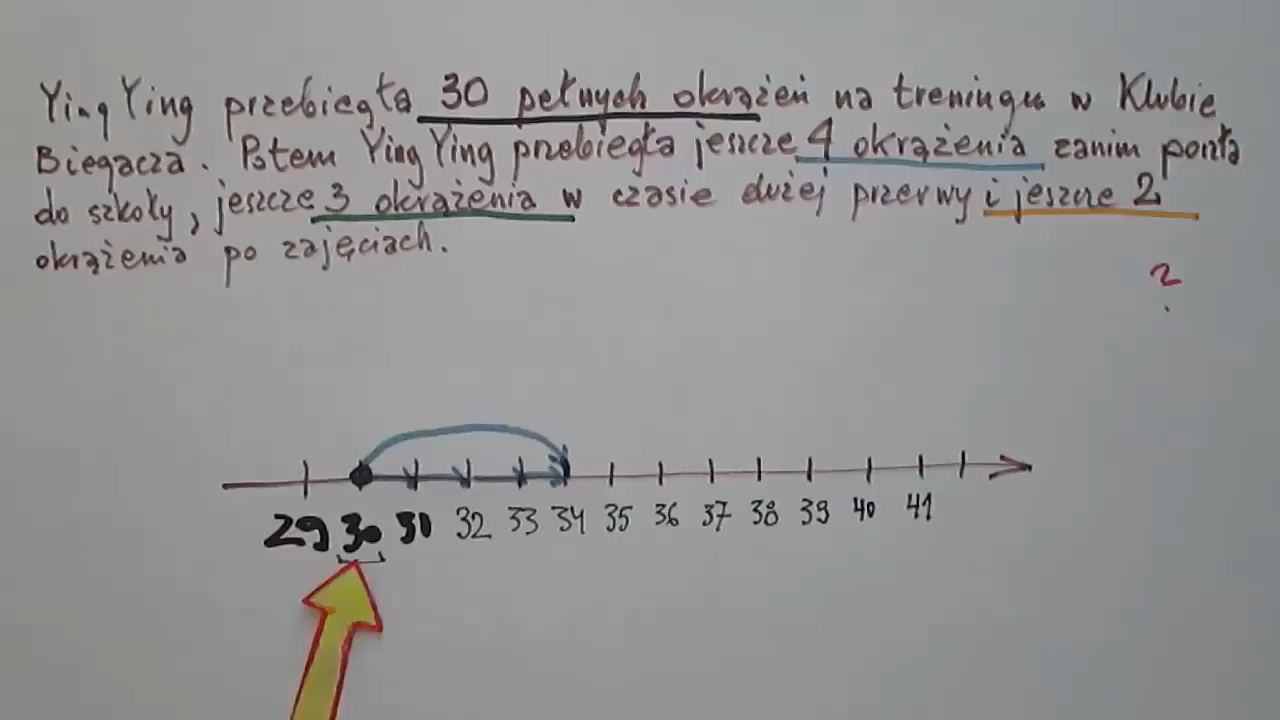 Ying Ying przebiegła 30 pełnych okrążeń na treningu w Klubie
Biegacza. Potem Ying Ying przebiegła jeszcze 4 okrążenia zanim poszła
do szkoły, jeszcze 3 okrążenia w czasie dużej przerwy i jeszcze 2
okrążenia po zajęciach.
?
29 30 31 32 33 34 35 36 37 38 39 40 41